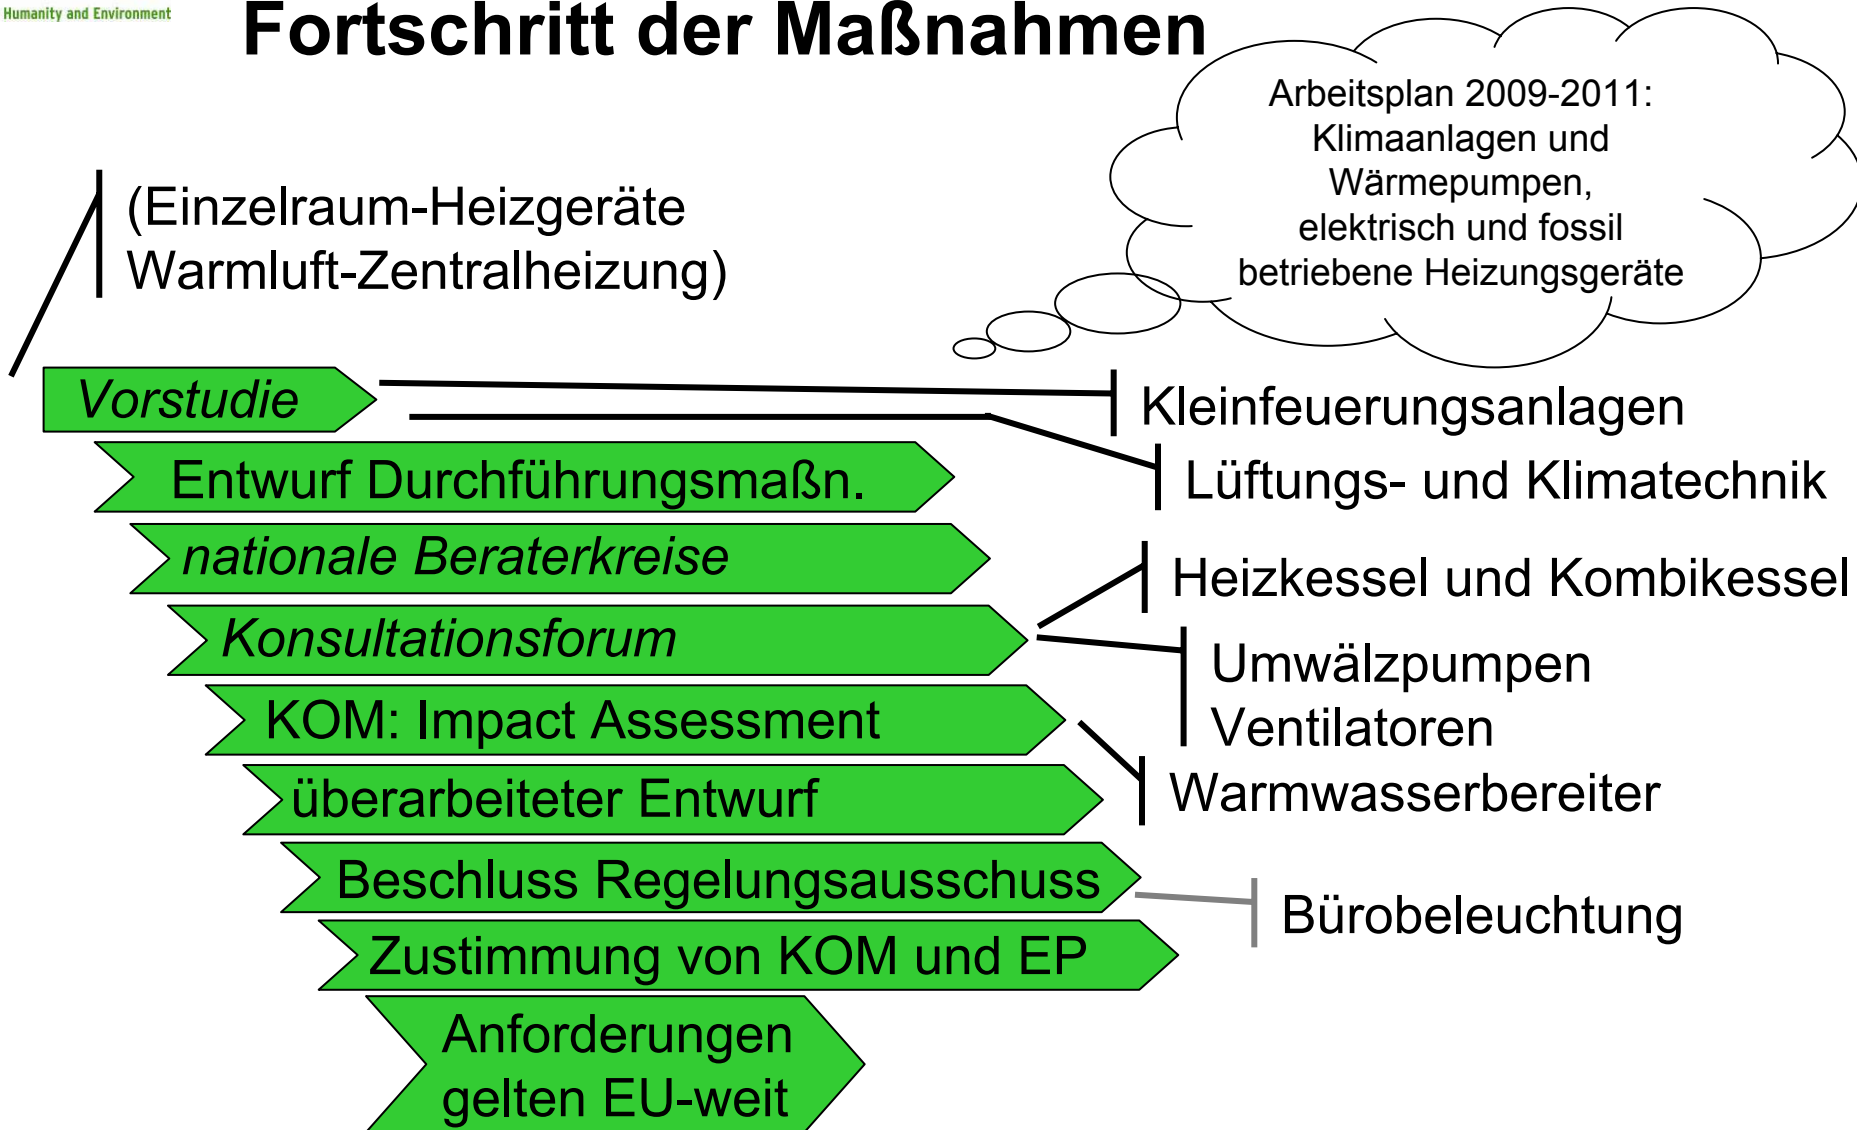 Humanity and Environment
Fortschritt der Maßnahmen
Arbeitsplan 2009-2011:
Klimaanlagen und
Wärmepumpen,
elektrisch und fossil
betriebene Heizungsgeräte
(Einzelraum-Heizgeräte
Warmluft-Zentralheizung)
Vorstudie
Kleinfeuerungsanlagen
Entwurf Durchführungsmaßn.
Lüftungs- und Klimatechnik
nationale Beraterkreise
Heizkessel und Kombikessel
Konsultationsforum
Umwälzpumpen
Ventilatoren
KOM: Impact Assessment
Warmwasserbereiter
überarbeiteter Entwurf
Beschluss Regelungsausschuss
Bürobeleuchtung
Zustimmung von KOM und EP
Anforderungen
gelten EU-weit